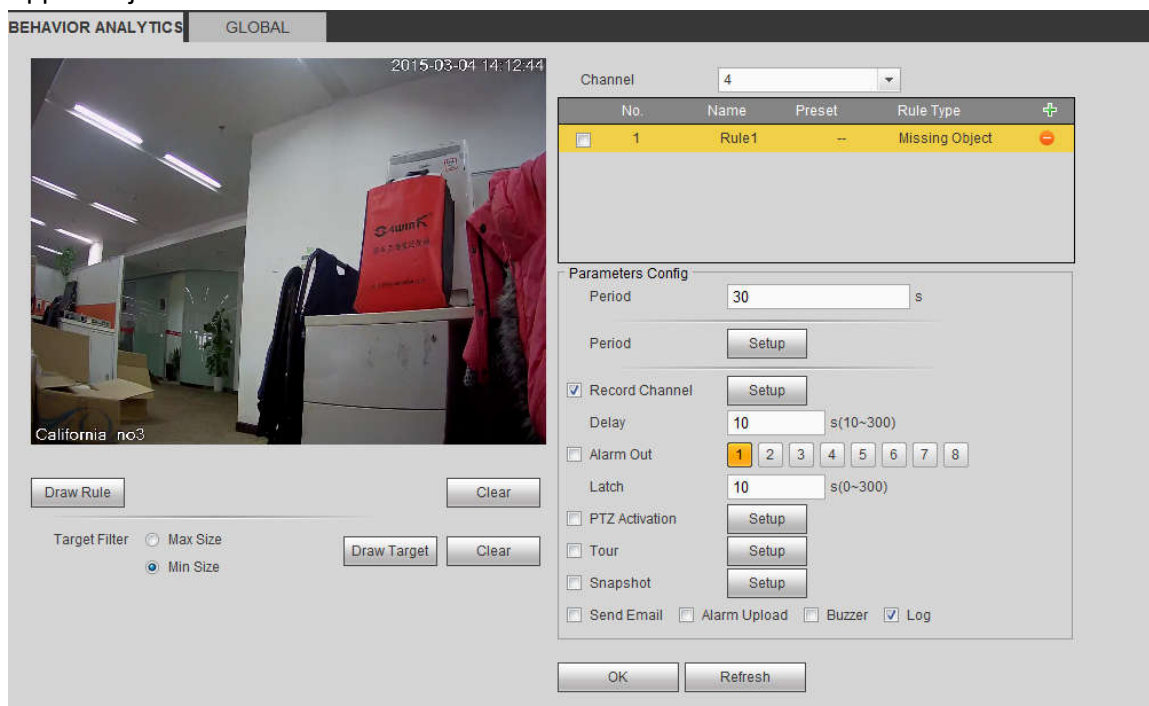 BEHAVIOR ANALYTICS GLOBAL
2015-03-04 14:12:44
California no3
Draw Rule Clear
Target Filter Max Size
Min Size
Draw Target Clear
Channel 4
No. Name Preset Rule Type
1 Rule1 -- Missing Object
Parameters Config
Period 30 s
Period Setup
Record Channel Setup
Delay 10 s(10~300)
Alarm Out 1 2 3 4 5 6 7 8
Latch 10 s(0~300)
PTZ Activation Setup
Tour Setup
Snapshot Setup
Send Email Alarm Upload Buzzer Log
OK Refresh